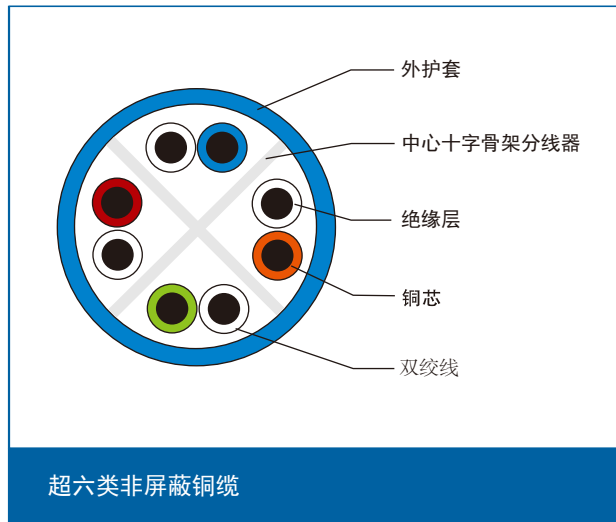 外护套
中心十字骨架分线器
绝缘层
铜芯
双绞线
超六类非屏蔽铜缆